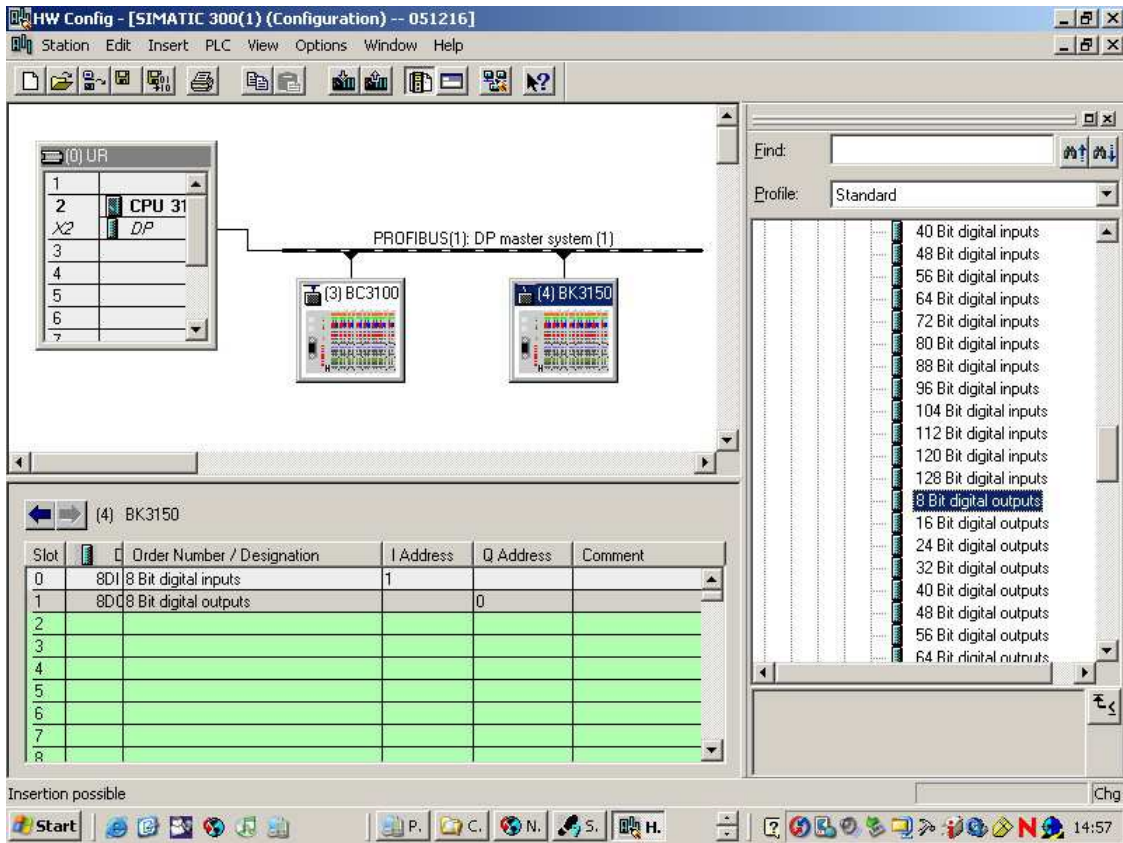 HW Config - [SIMATIC 300(1) (Configuration) -- 051216]
Station Edit Insert PLC View Options Window Help
(0) UR
1
2 CPU 31
X2 DP
3
4
5
6
7
PROFIBUS(1): DP master system (1)
(3) BC3100
(4) BK3150
Find:
Profile: Standard
40 Bit digital inputs
48 Bit digital inputs
56 Bit digital inputs
64 Bit digital inputs
72 Bit digital inputs
80 Bit digital inputs
88 Bit digital inputs
96 Bit digital inputs
104 Bit digital inputs
112 Bit digital inputs
120 Bit digital inputs
128 Bit digital inputs
8 Bit digital outputs
16 Bit digital outputs
24 Bit digital outputs
32 Bit digital outputs
40 Bit digital outputs
48 Bit digital outputs
56 Bit digital outputs
64 Bit digital outputs
(4) BK3150
Slot D Order Number / Designation I Address Q Address Comment
0 8DI 8 Bit digital inputs 1
1 8DO 8 Bit digital outputs 0
2
3
4
5
6
7
8
Insertion possible
Chg
Start P. C. N. S. H. 14:57